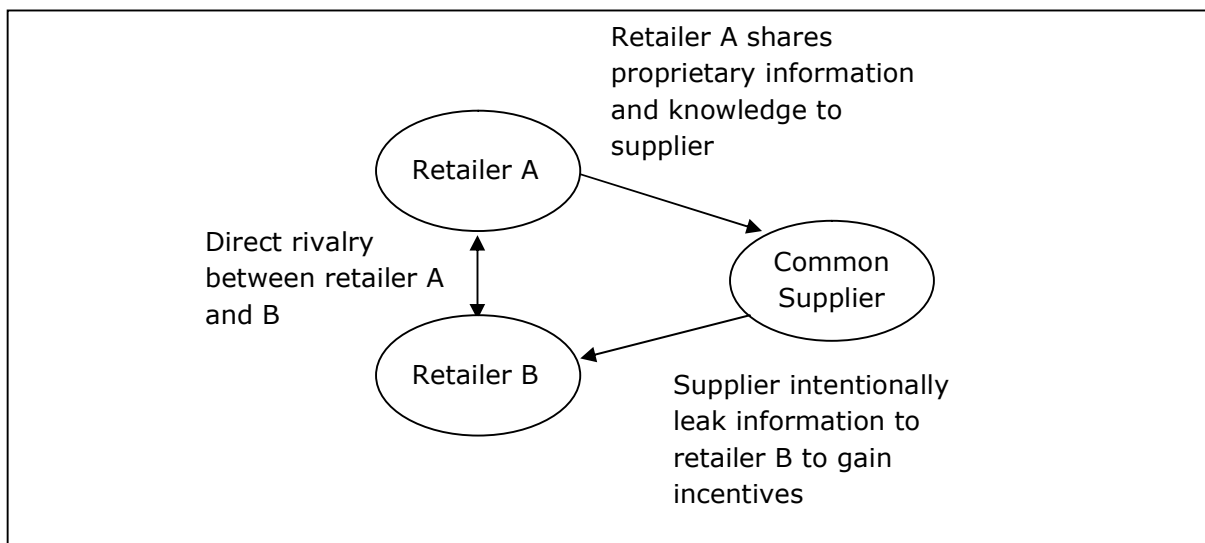 Retailer A shares
proprietary information
and knowledge to
supplier
Retailer A
Direct rivalry
between retailer A
and B
Common
Supplier
Retailer B
Supplier intentionally
leak information to
retailer B to gain
incentives